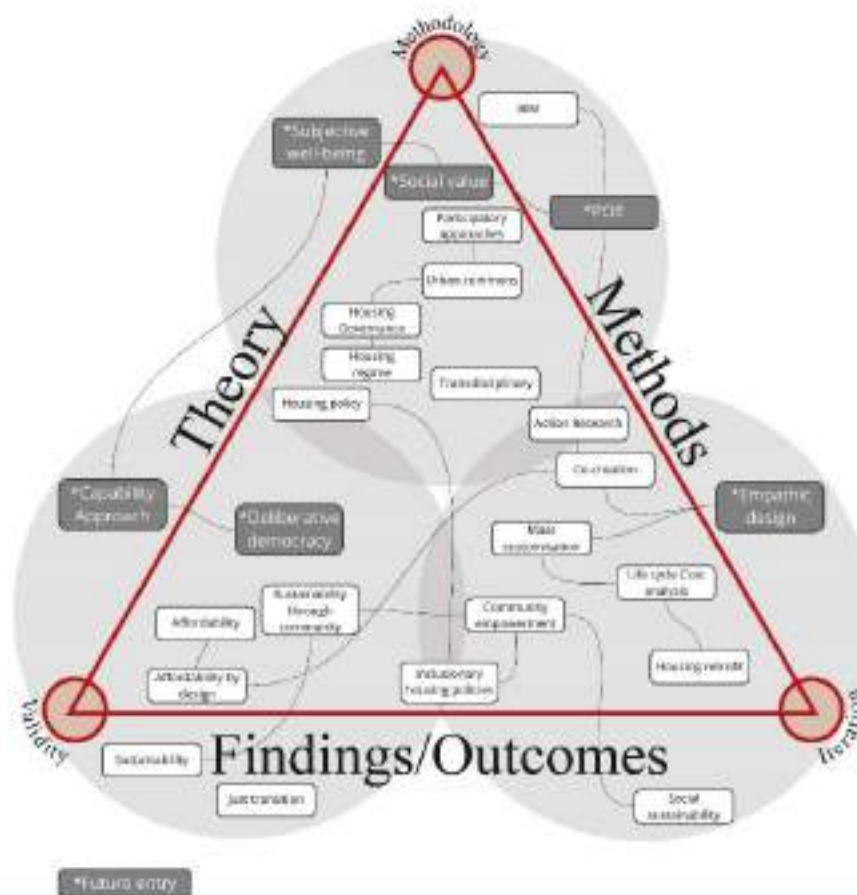 Methodology
BIM
*Subjective
well-being
*Social value
*POE
Participatory
approaches
Urban commons
Theory
Methods
Housing
Governance
Housing
regime
Transdisciplinary
Housing policy
Action Research
Co-creation
*Capability
Approach
*Empathic
design
*Deliberative
democracy
Mass
customisation
Life cycle Cost
analysis
Sustainability
through
community
Community
empowerment
Affordability
Affordability by
design
Inclusionary
housing policies
Housing retrofit
Validity
Iteration
Findings/Outcomes
Sustainability
Just transition
Social
sustainability
*Future entry